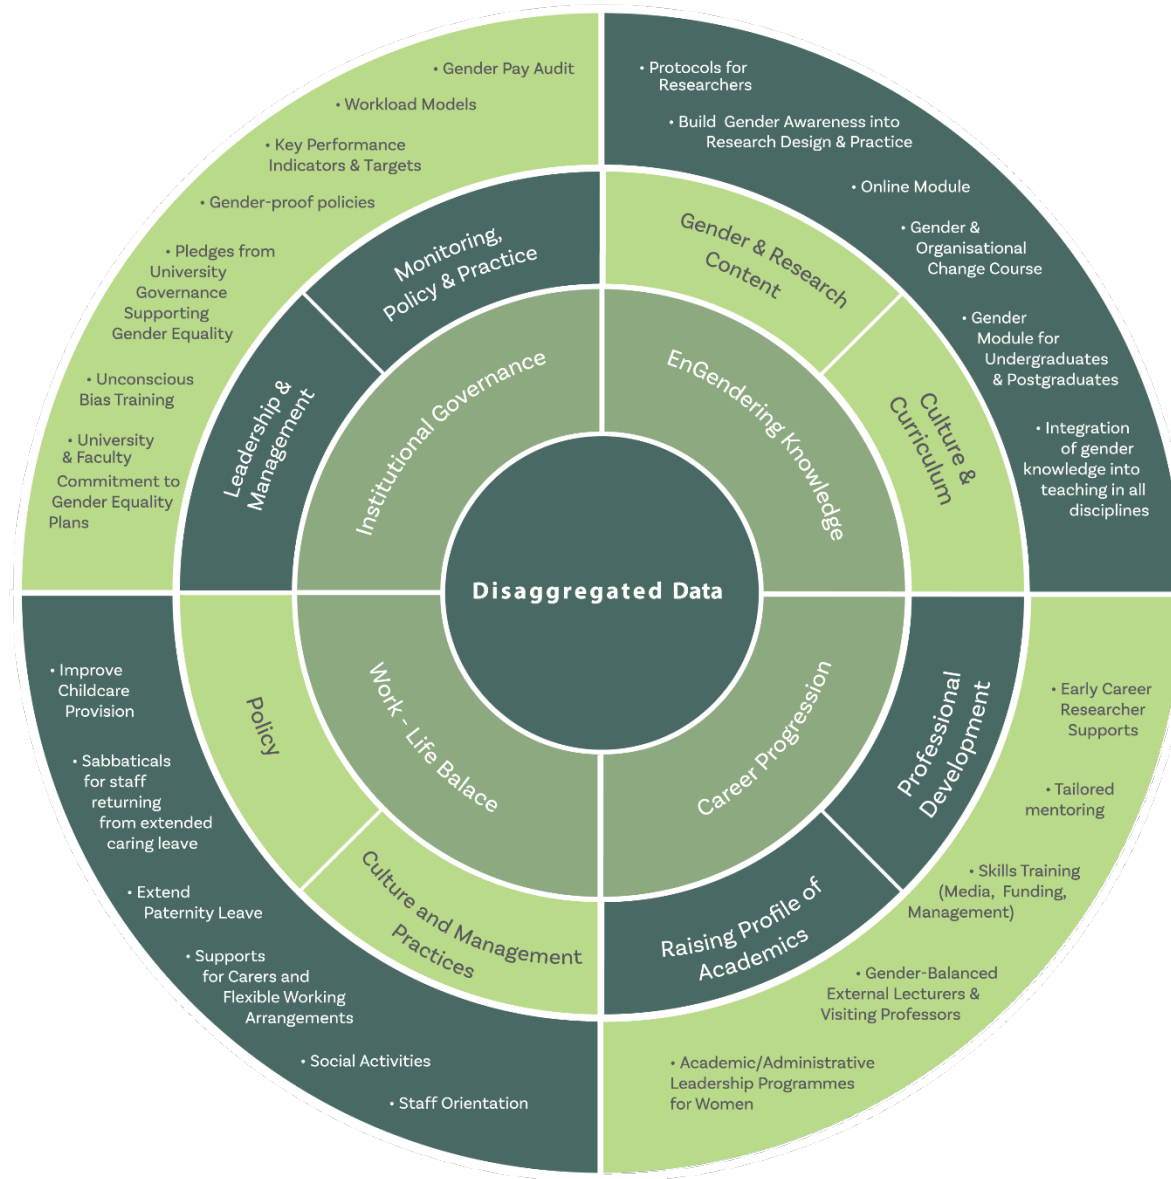 Disaggregated Data
Institutional Governance
Monitoring,
Policy & Practice
Leadership &
Management
• Gender Pay Audit
• Workload Models
• Key Performance
Indicators & Targets
• Gender-proof policies
• Pledges from
University
Governance
Supporting
Gender Equality
• Unconscious
Bias Training
• University
& Faculty
Commitment to
Gender Equality
Plans
EnGendering Knowledge
Gender & Research
Content
Culture &
Curriculum
• Protocols for
Researchers
• Build Gender Awareness into
Research Design & Practice
• Online Module
• Gender &
Organisational
Change Course
• Gender
Module for
Undergraduates
& Postgraduates
• Integration
of gender
knowledge into
teaching in all
disciplines
Career Progression
Professional
Development
Raising Profile of
Academics
• Early Career
Researcher
Supports
• Tailored
mentoring
• Skills Training
(Media, Funding,
Management)
• Gender-Balanced
External Lecturers &
Visiting Professors
• Academic/Administrative
Leadership Programmes
for Women
Work - Life Balace
Policy
Culture and Management
Practices
• Improve
Childcare
Provision
• Sabbaticals
for staff
returning
from extended
caring leave
• Extend
Paternity Leave
• Supports
for Carers and
Flexible Working
Arrangements
• Social Activities
• Staff Orientation